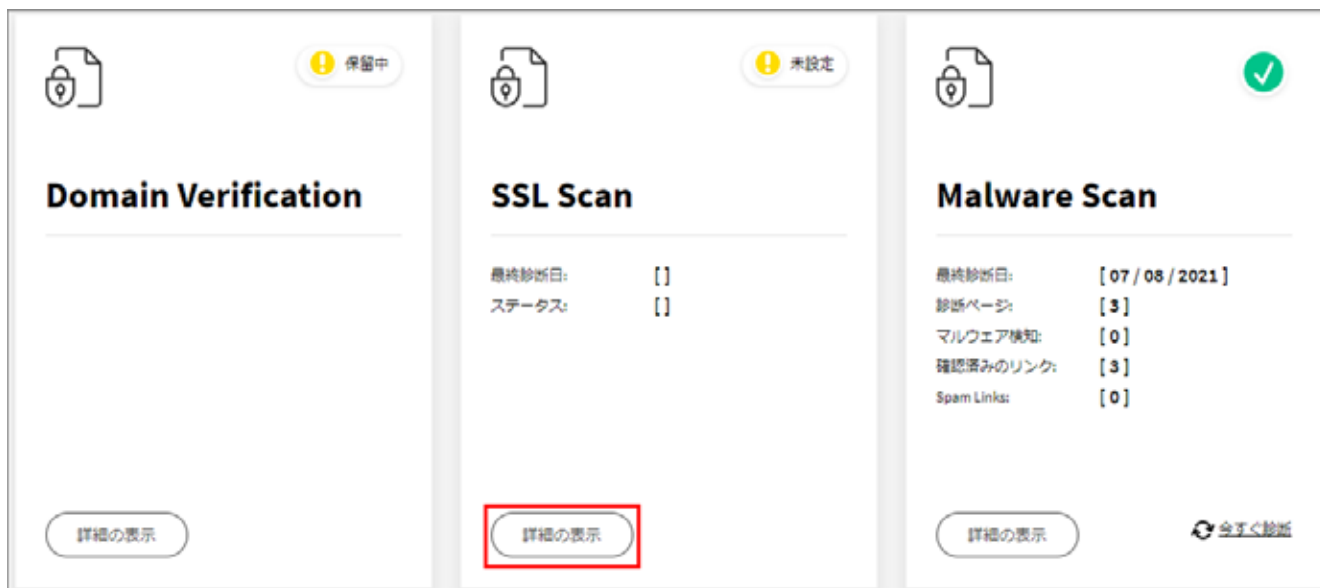 保留中
Domain Verification
詳細の表示
未設定
SSL Scan
最終診断日: [ ]
ステータス: [ ]
詳細の表示
Malware Scan
最終診断日: [ 07 / 08 / 2021 ]
診断ページ: [ 3 ]
マルウェア検知: [ 0 ]
確認済みのリンク: [ 3 ]
Spam Links: [ 0 ]
詳細の表示
今すぐ診断